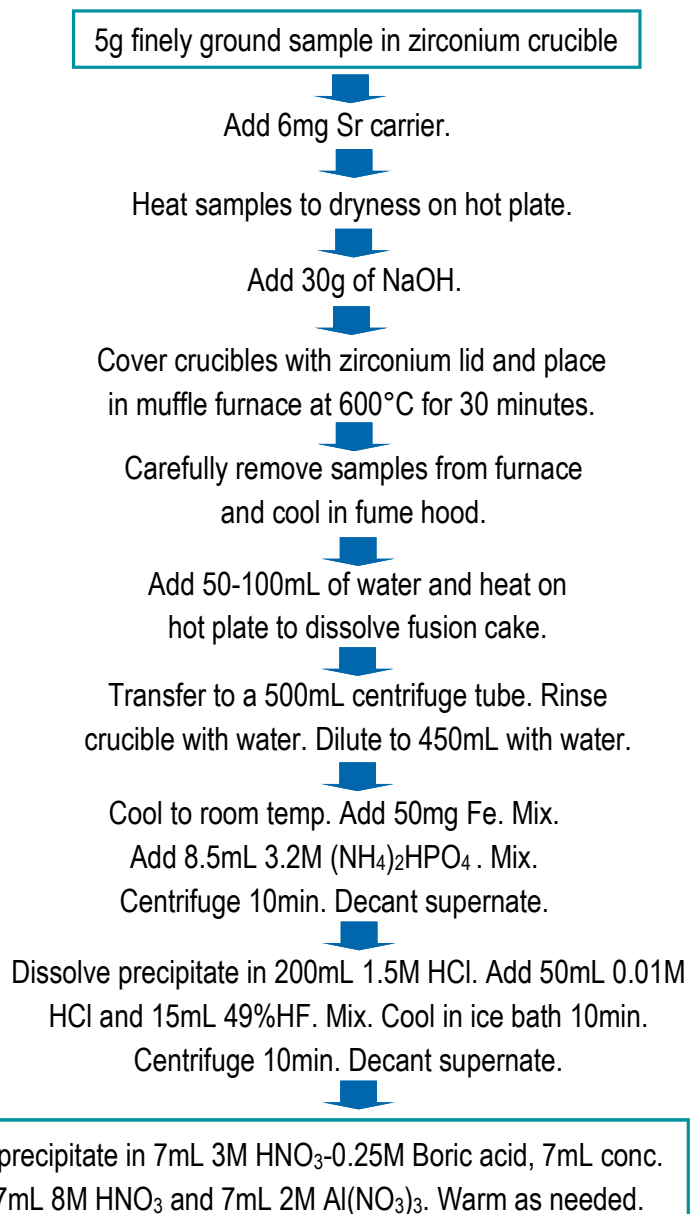 5g finely ground sample in zirconium crucible
Add 6mg Sr carrier.
Heat samples to dryness on hot plate.
Add 30g of NaOH.
Cover crucibles with zirconium lid and place
in muffle furnace at 600°C for 30 minutes.
Carefully remove samples from furnace
and cool in fume hood.
Add 50-100mL of water and heat on
hot plate to dissolve fusion cake.
Transfer to a 500mL centrifuge tube. Rinse
crucible with water. Dilute to 450mL with water.
Cool to room temp. Add 50mg Fe. Mix.
Add 8.5mL 3.2M (NH₄)₂HPO₄ . Mix.
Centrifuge 10min. Decant supernate.
Dissolve precipitate in 200mL 1.5M HCl. Add 50mL 0.01M
HCl and 15mL 49%HF. Mix. Cool in ice bath 10min.
Centrifuge 10min. Decant supernate.
precipitate in 7mL 3M HNO₃-0.25M Boric acid, 7mL conc.
7mL 8M HNO₃ and 7mL 2M Al(NO₃)₃. Warm as needed.